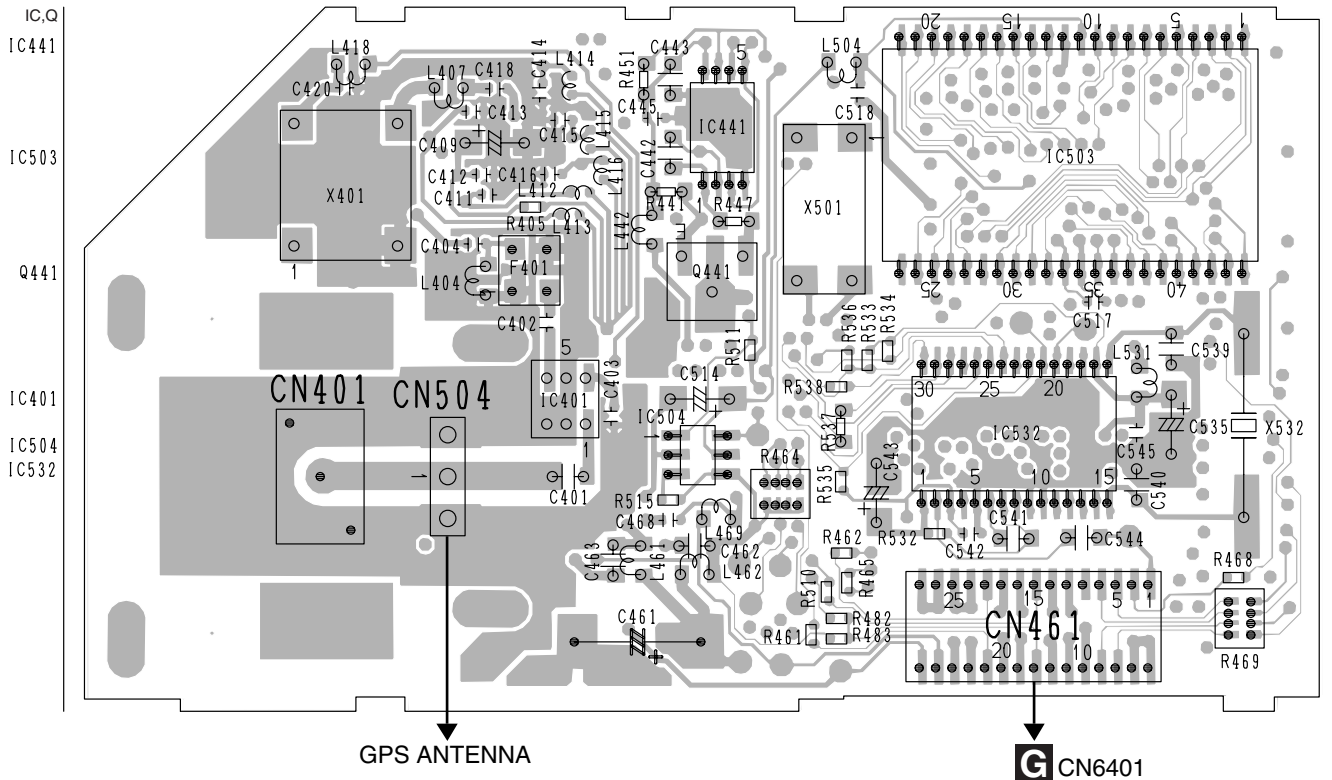 IC,Q
20 15 10 5 1
IC441
L418 L407 C418 C414 L414 R451 C443 5 L504
C420 C413 C445 IC441 C518
C409 C415 L415 C442 1
IC503
IC503
C412 C416 L416
X401 C411 L412 R441 1 R447 X501
R405 L413 L442 E
C404
1 F401 Q441
Q441
L404 25 30 35 40
C402 R511 R536 R533 R534 C517
5 C403 C514 R538 30 25 20 L531 C539
CN401 CN504
IC401
IC401 IC504 R537 IC532 C535 X532
IC504
IC532
1 R464 C543 C545
C401 R535 1 5 10 15 C540
R515
C468 L469 R462 R532 C542 C541 C544
C463 L461 C462 L462 R465 R468
R510 25 15 5 1
C461 R461 R482 CN461
R483 20 10 R469
GPS ANTENNA
G CN6401